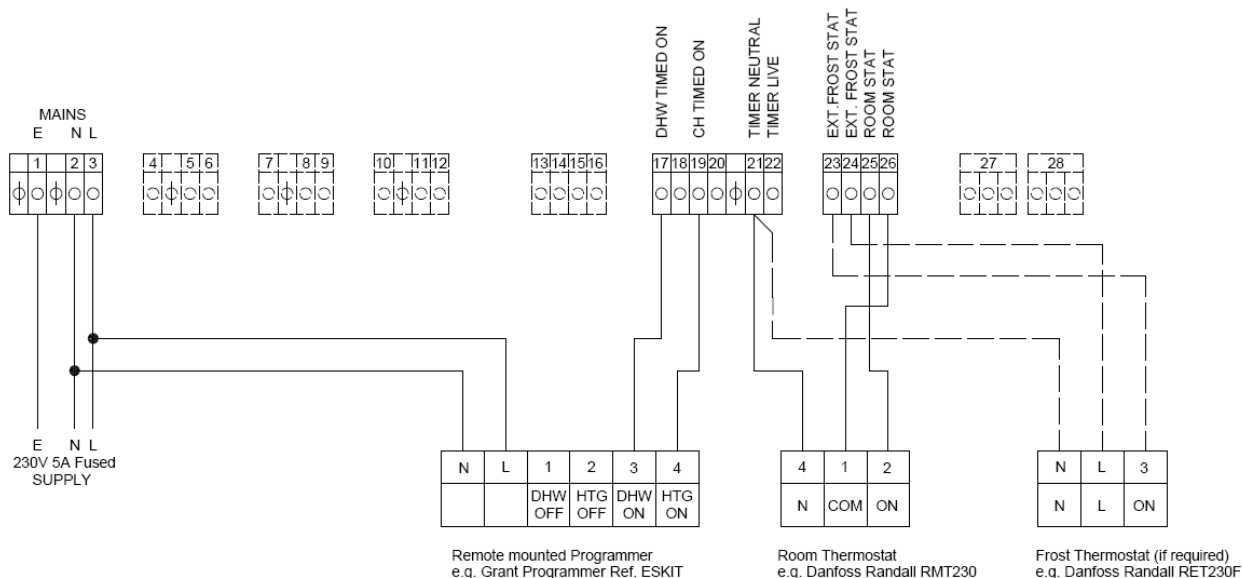 MAINS
E N L
1 2 3
4 5 6
7 8 9
10 11 12
13 14 15 16
DHW TIMED ON
CH TIMED ON
TIMER NEUTRAL
TIMER LIVE
17 18 19 20 21 22
EXT. FROST STAT
EXT. FROST STAT
ROOM STAT
ROOM STAT
23 24 25 26
27
28
E N L
230V 5A Fused
SUPPLY
N L 1 2 3 4
DHW OFF HTG OFF DHW ON HTG ON
Remote mounted Programmer
e.g. Grant Programmer Ref. ESKIT
4 1 2
N COM ON
Room Thermostat
e.g. Danfoss Randall RMT230
N L 3
N L ON
Frost Thermostat (if required)
e.g. Danfoss Randall RET230F